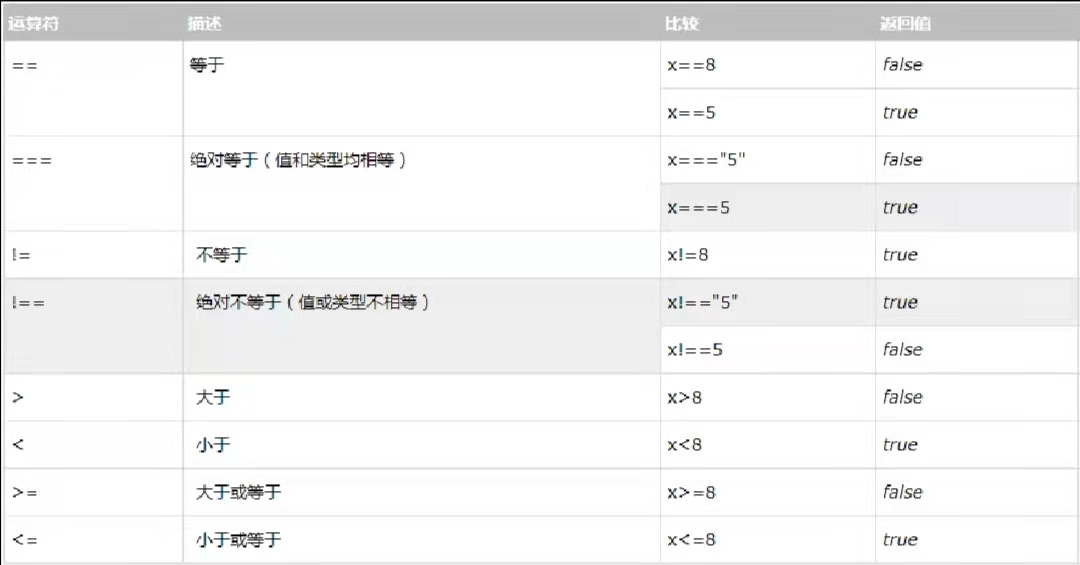 运算符 描述 比较 返回值
== 等于 x==8 false
x==5 true
=== 绝对等于（值和类型均相等） x==="5" false
x===5 true
!= 不等于 x!=8 true
!== 绝对不等于（值或类型不相等） x!=="5" true
x!==5 false
> 大于 x>8 false
< 小于 x<8 true
>= 大于或等于 x>=8 false
<= 小于或等于 x<=8 true